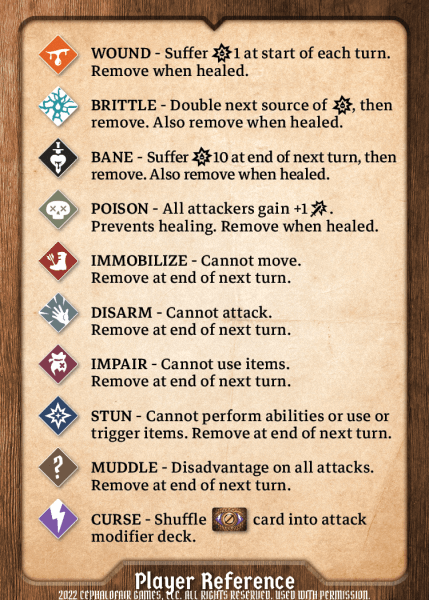 WOUND - Suffer 1 at start of each turn.
Remove when healed.
BRITTLE - Double next source of , then
remove. Also remove when healed.
BANE - Suffer 10 at end of next turn, then
remove. Also remove when healed.
POISON - All attackers gain +1 .
Prevents healing. Remove when healed.
IMMOBILIZE - Cannot move.
Remove at end of next turn.
DISARM - Cannot attack.
Remove at end of next turn.
IMPAIR - Cannot use items.
Remove at end of next turn.
STUN - Cannot perform abilities or use or
trigger items. Remove at end of next turn.
?
MUDDLE - Disadvantage on all attacks.
Remove at end of next turn.
CURSE - Shuffle card into attack
modifier deck.
Player Reference
2022 CEPHALOFAIR GAMES, LLC. ALL RIGHTS RESERVED. USED WITH PERMISSION.